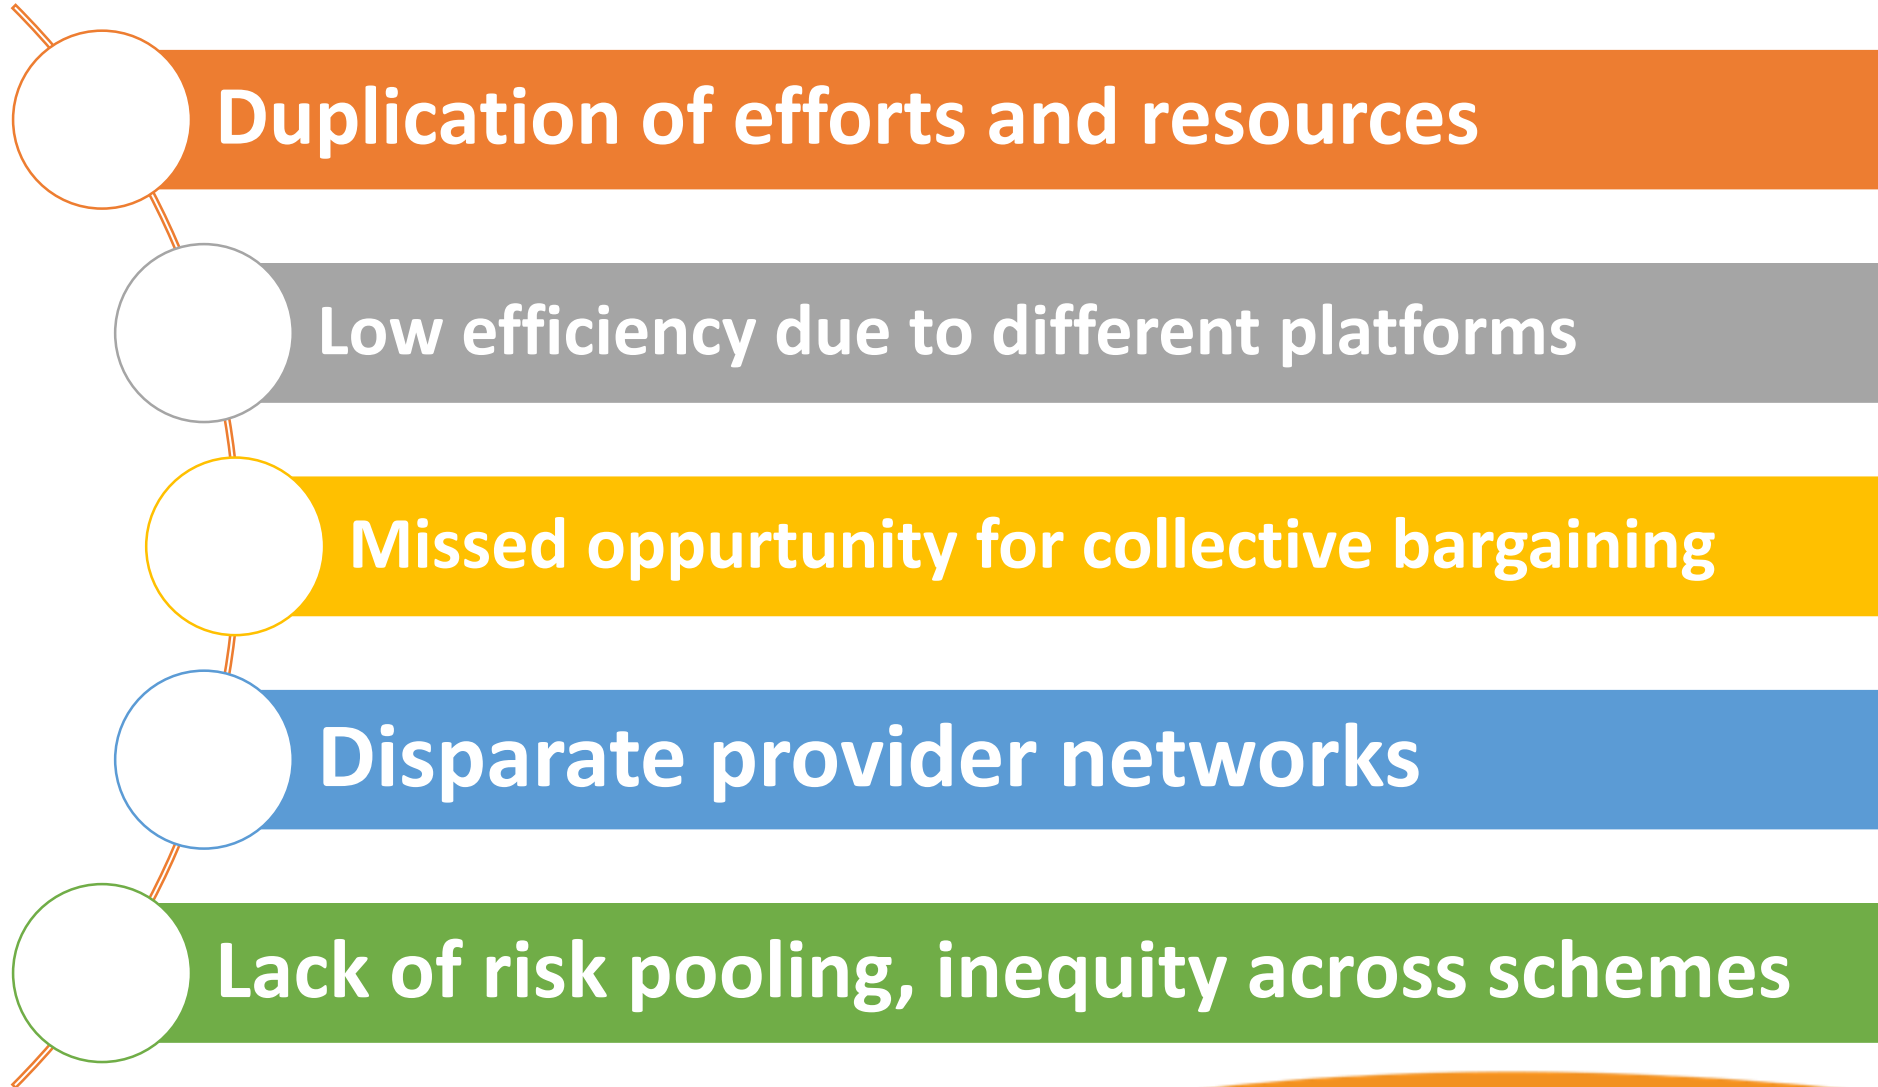 Duplication of efforts and resources
Low efficiency due to different platforms
Missed oppurtunity for collective bargaining
Disparate provider networks
Lack of risk pooling, inequity across schemes